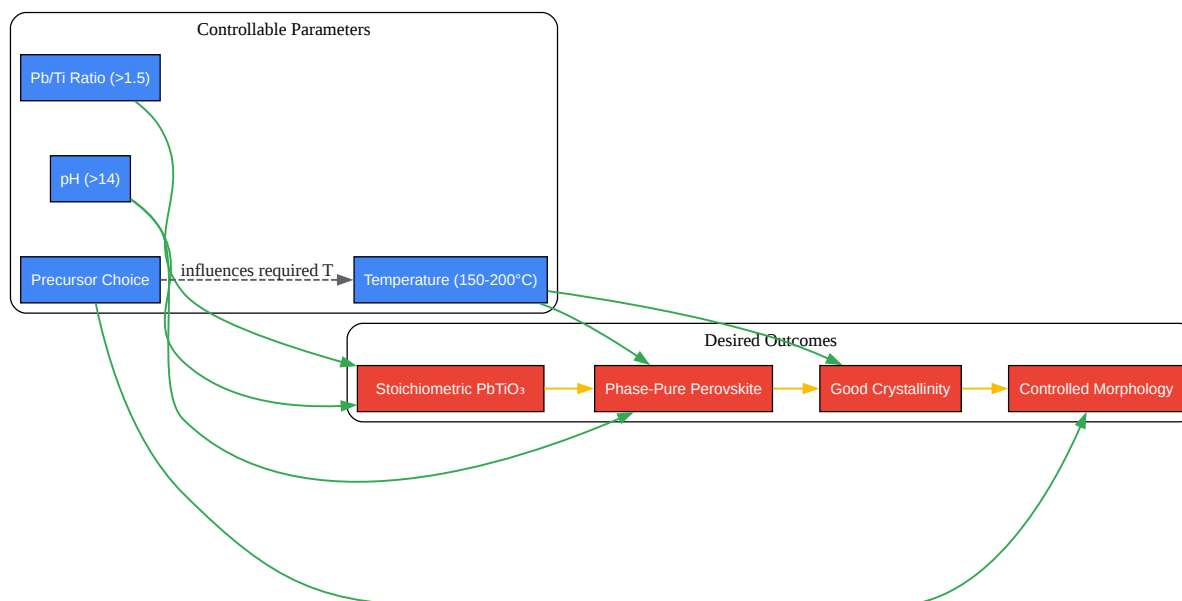 Controllable Parameters
Pb/Ti Ratio (>1.5)
pH (>14)
Precursor Choice
influences required T
Temperature (150-200°C)
Desired Outcomes
Stoichiometric PbTiO₃
Phase-Pure Perovskite
Good Crystallinity
Controlled Morphology